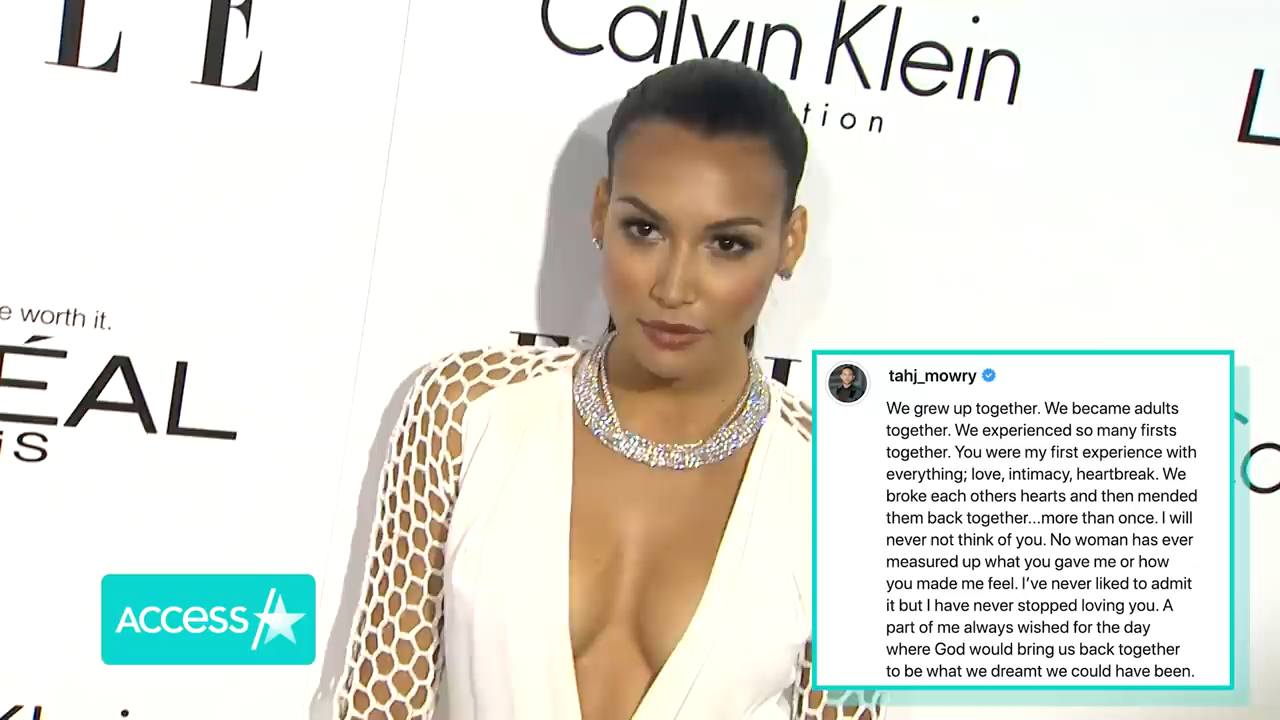 LLE
Calvin Klein
tion
L
e worth it.
ÉAL
is
ACCESS
tahj_mowry
We grew up together. We became adults
together. We experienced so many firsts
together. You were my first experience with
everything; love, intimacy, heartbreak. We
broke each others hearts and then mended
them back together...more than once. I will
never not think of you. No woman has ever
measured up what you gave me or how
you made me feel. I've never liked to admit
it but I have never stopped loving you. A
part of me always wished for the day
where God would bring us back together
to be what we dreamt we could have been.